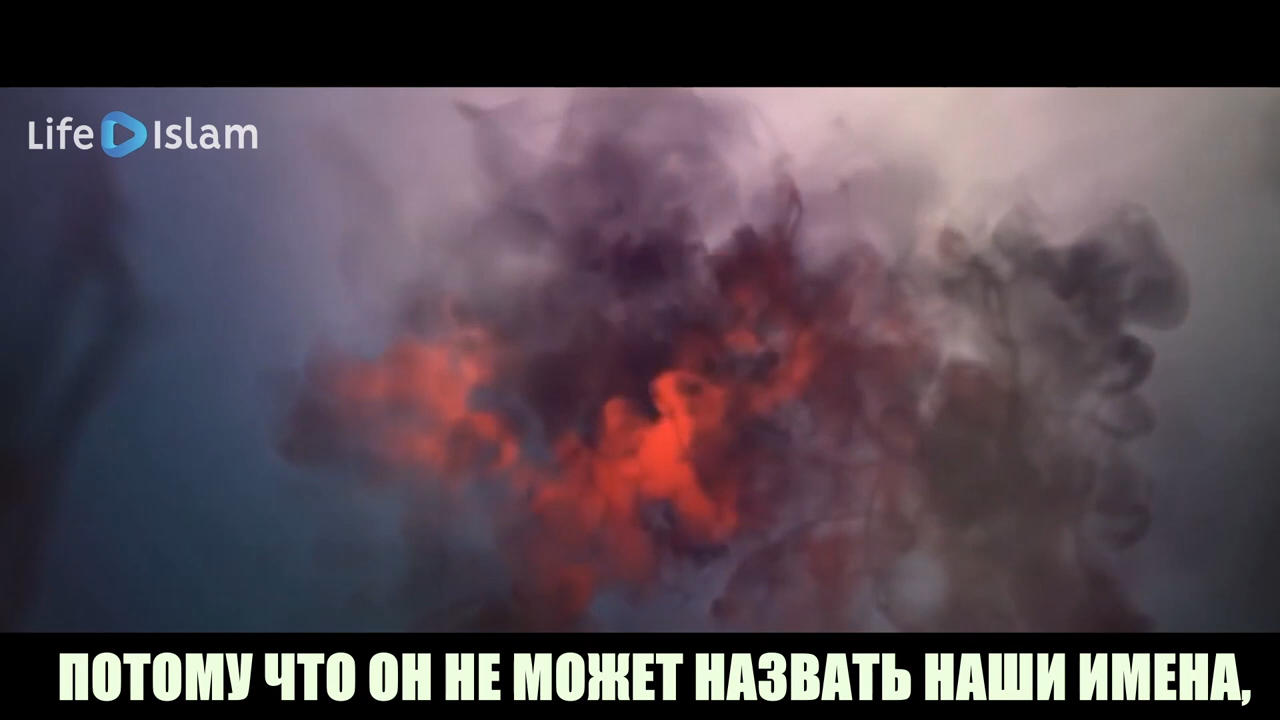 Life Islam
ПОТОМУ ЧТО ОН НЕ МОЖЕТ НАЗВАТЬ НАШИ ИМЕНА,